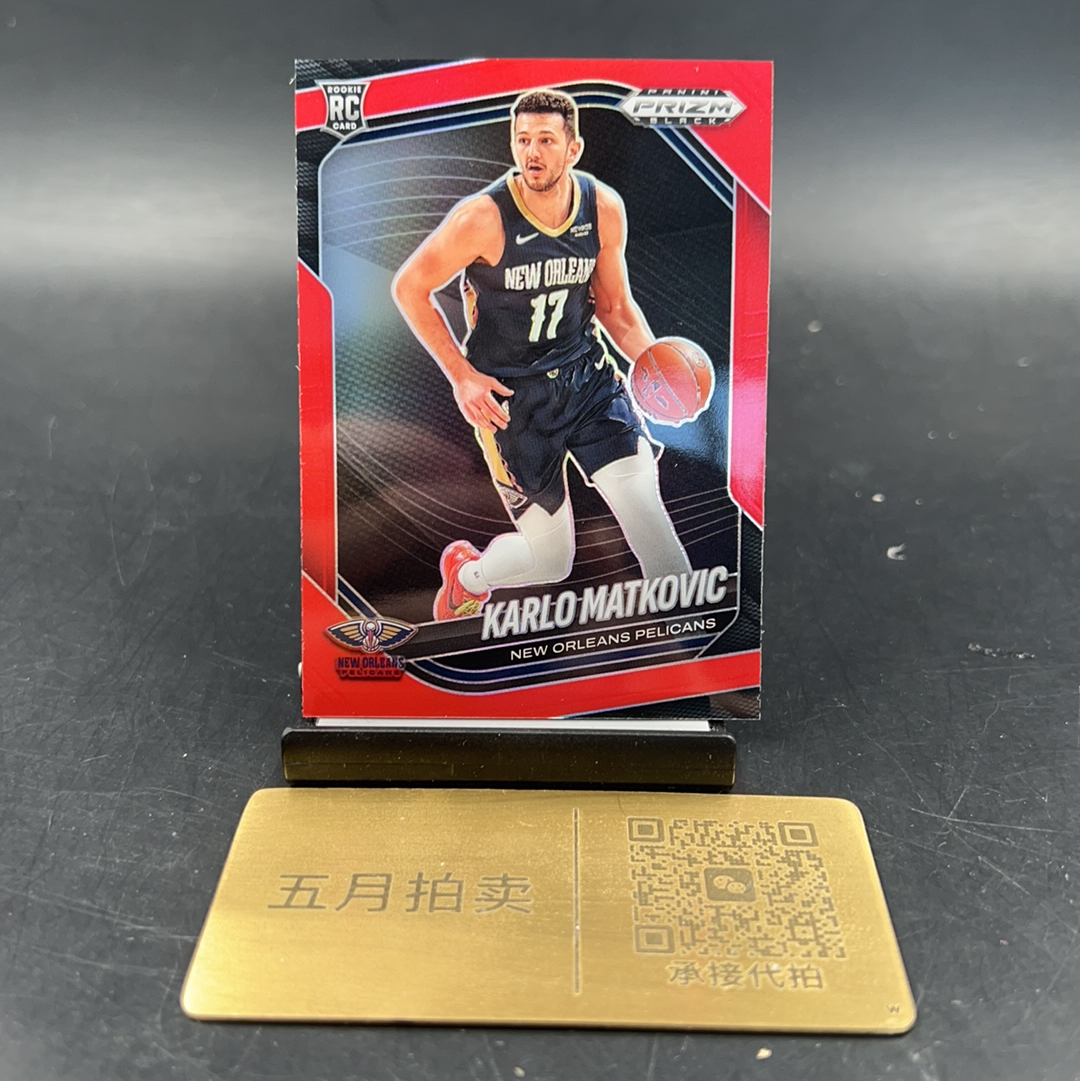 ROOKIE
RC
CARD
PANINI
PRIZM
BLACK
NEW ORLEAN
17
KARLO MATKOVIC
NEW ORLEANS PELICANS
NEW ORLEANS
PELICANS
五月拍卖
承接代拍
W